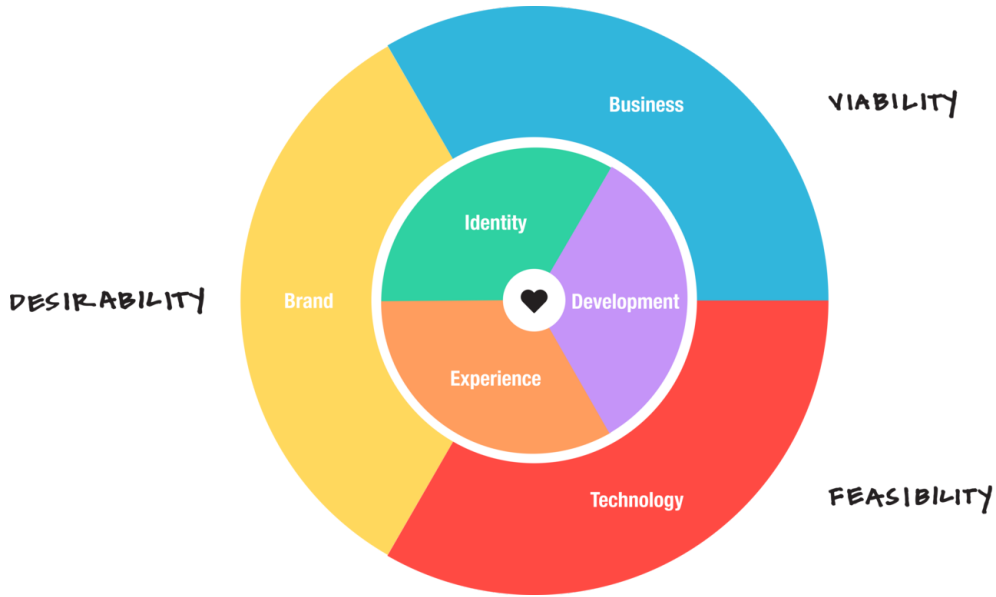 Business
VIABILITY
Identity
DESIRABILITY
Brand
Development
Experience
Technology
FEASIBILITY